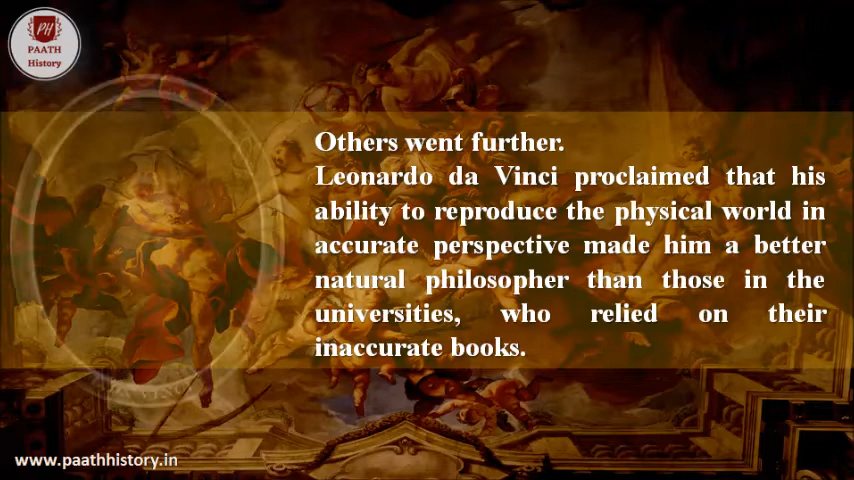 PH
PAATH
History
Others went further.
Leonardo da Vinci proclaimed that his
ability to reproduce the physical world in
accurate perspective made him a better
natural philosopher than those in the
universities, who relied on their
inaccurate books.
www.paathhistory.in